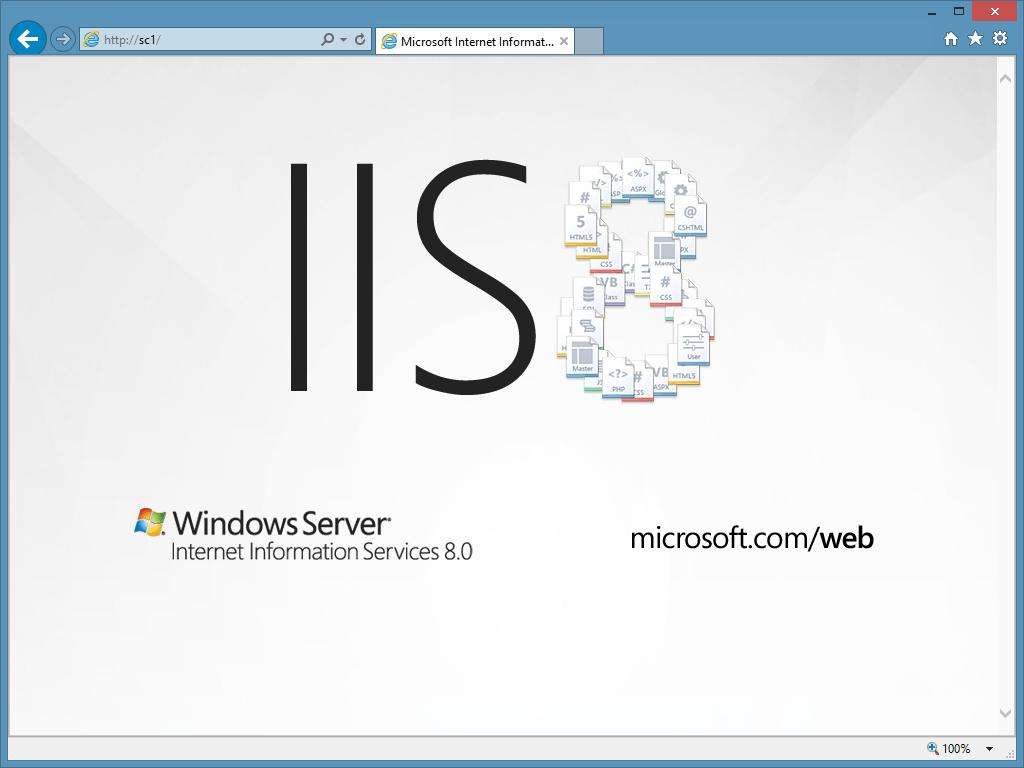 http://sc1/
Microsoft Internet Informat...
IIS
<%>
ASPX
#
@
CSHTML
5
HTML5
HTML
CSS
Master
#
CSS
VB
User
Master
<?>
PHP
#
VB
ASPX
HTML5
Windows Server
Internet Information Services 8.0
microsoft.com/web
100%